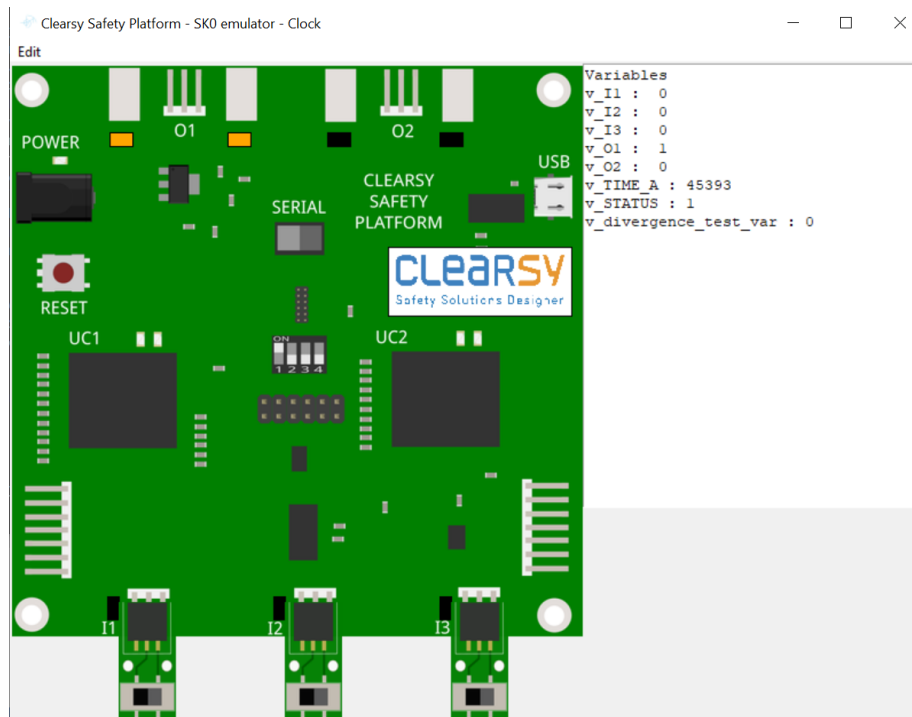 Clearsy Safety Platform - SK0 emulator - Clock
Edit
O1
O2
POWER
USB
SERIAL
CLEARSY
SAFETY
PLATFORM
CLEARSY
Safety Solutions Designer
RESET
UC1
UC2
ON
1 2 3 4
I1
I2
I3
Variables
v_I1 : 0
v_I2 : 0
v_I3 : 0
v_O1 : 1
v_O2 : 0
v_TIME_A : 45393
v_STATUS : 1
v_divergence_test_var : 0